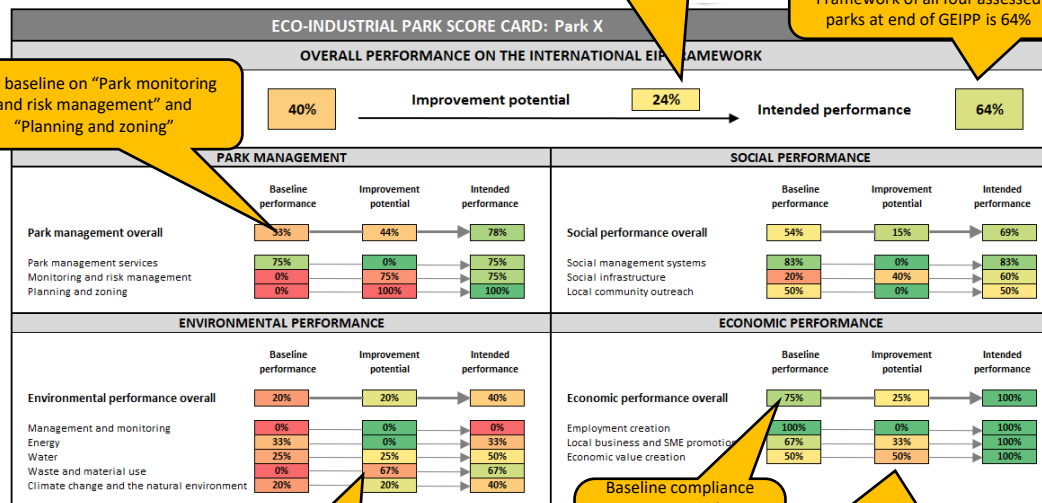 Framework of all four assessed
parks at end of GEIPP is 64%
ECO-INDUSTRIAL PARK SCORE CARD: Park X
OVERALL PERFORMANCE ON THE INTERNATIONAL EIP
baseline on “Park monitoring
and risk management” and
“Planning and zoning”
40% Improvement potential 24% Intended performance 64%
PARK MANAGEMENT
Baseline performance Improvement potential Intended performance
Park management overall 44% 78%
Park management services 75% 0% 75%
Monitoring and risk management 0% 75% 75%
Planning and zoning 0% 100% 100%
SOCIAL PERFORMANCE
Baseline performance Improvement potential Intended performance
Social performance overall 54% 15% 69%
Social management systems 83% 0% 83%
Social infrastructure 20% 40% 60%
Local community outreach 50% 0% 50%
ENVIRONMENTAL PERFORMANCE
Baseline performance Improvement potential Intended performance
Environmental performance overall 20% 20% 40%
Management and monitoring 0% 0% 0%
Energy 33% 0% 33%
Water 25% 25% 50%
Waste and material use 0% 67% 67%
Climate change and the natural environment 20% 20% 40%
ECONOMIC PERFORMANCE
Baseline performance Improvement potential Intended performance
Economic performance overall 75% 25% 100%
Employment creation 100% 0% 100%
Local business and SME promotion 67% 33% 100%
Economic value creation 50% 50% 100%
Baseline compliance